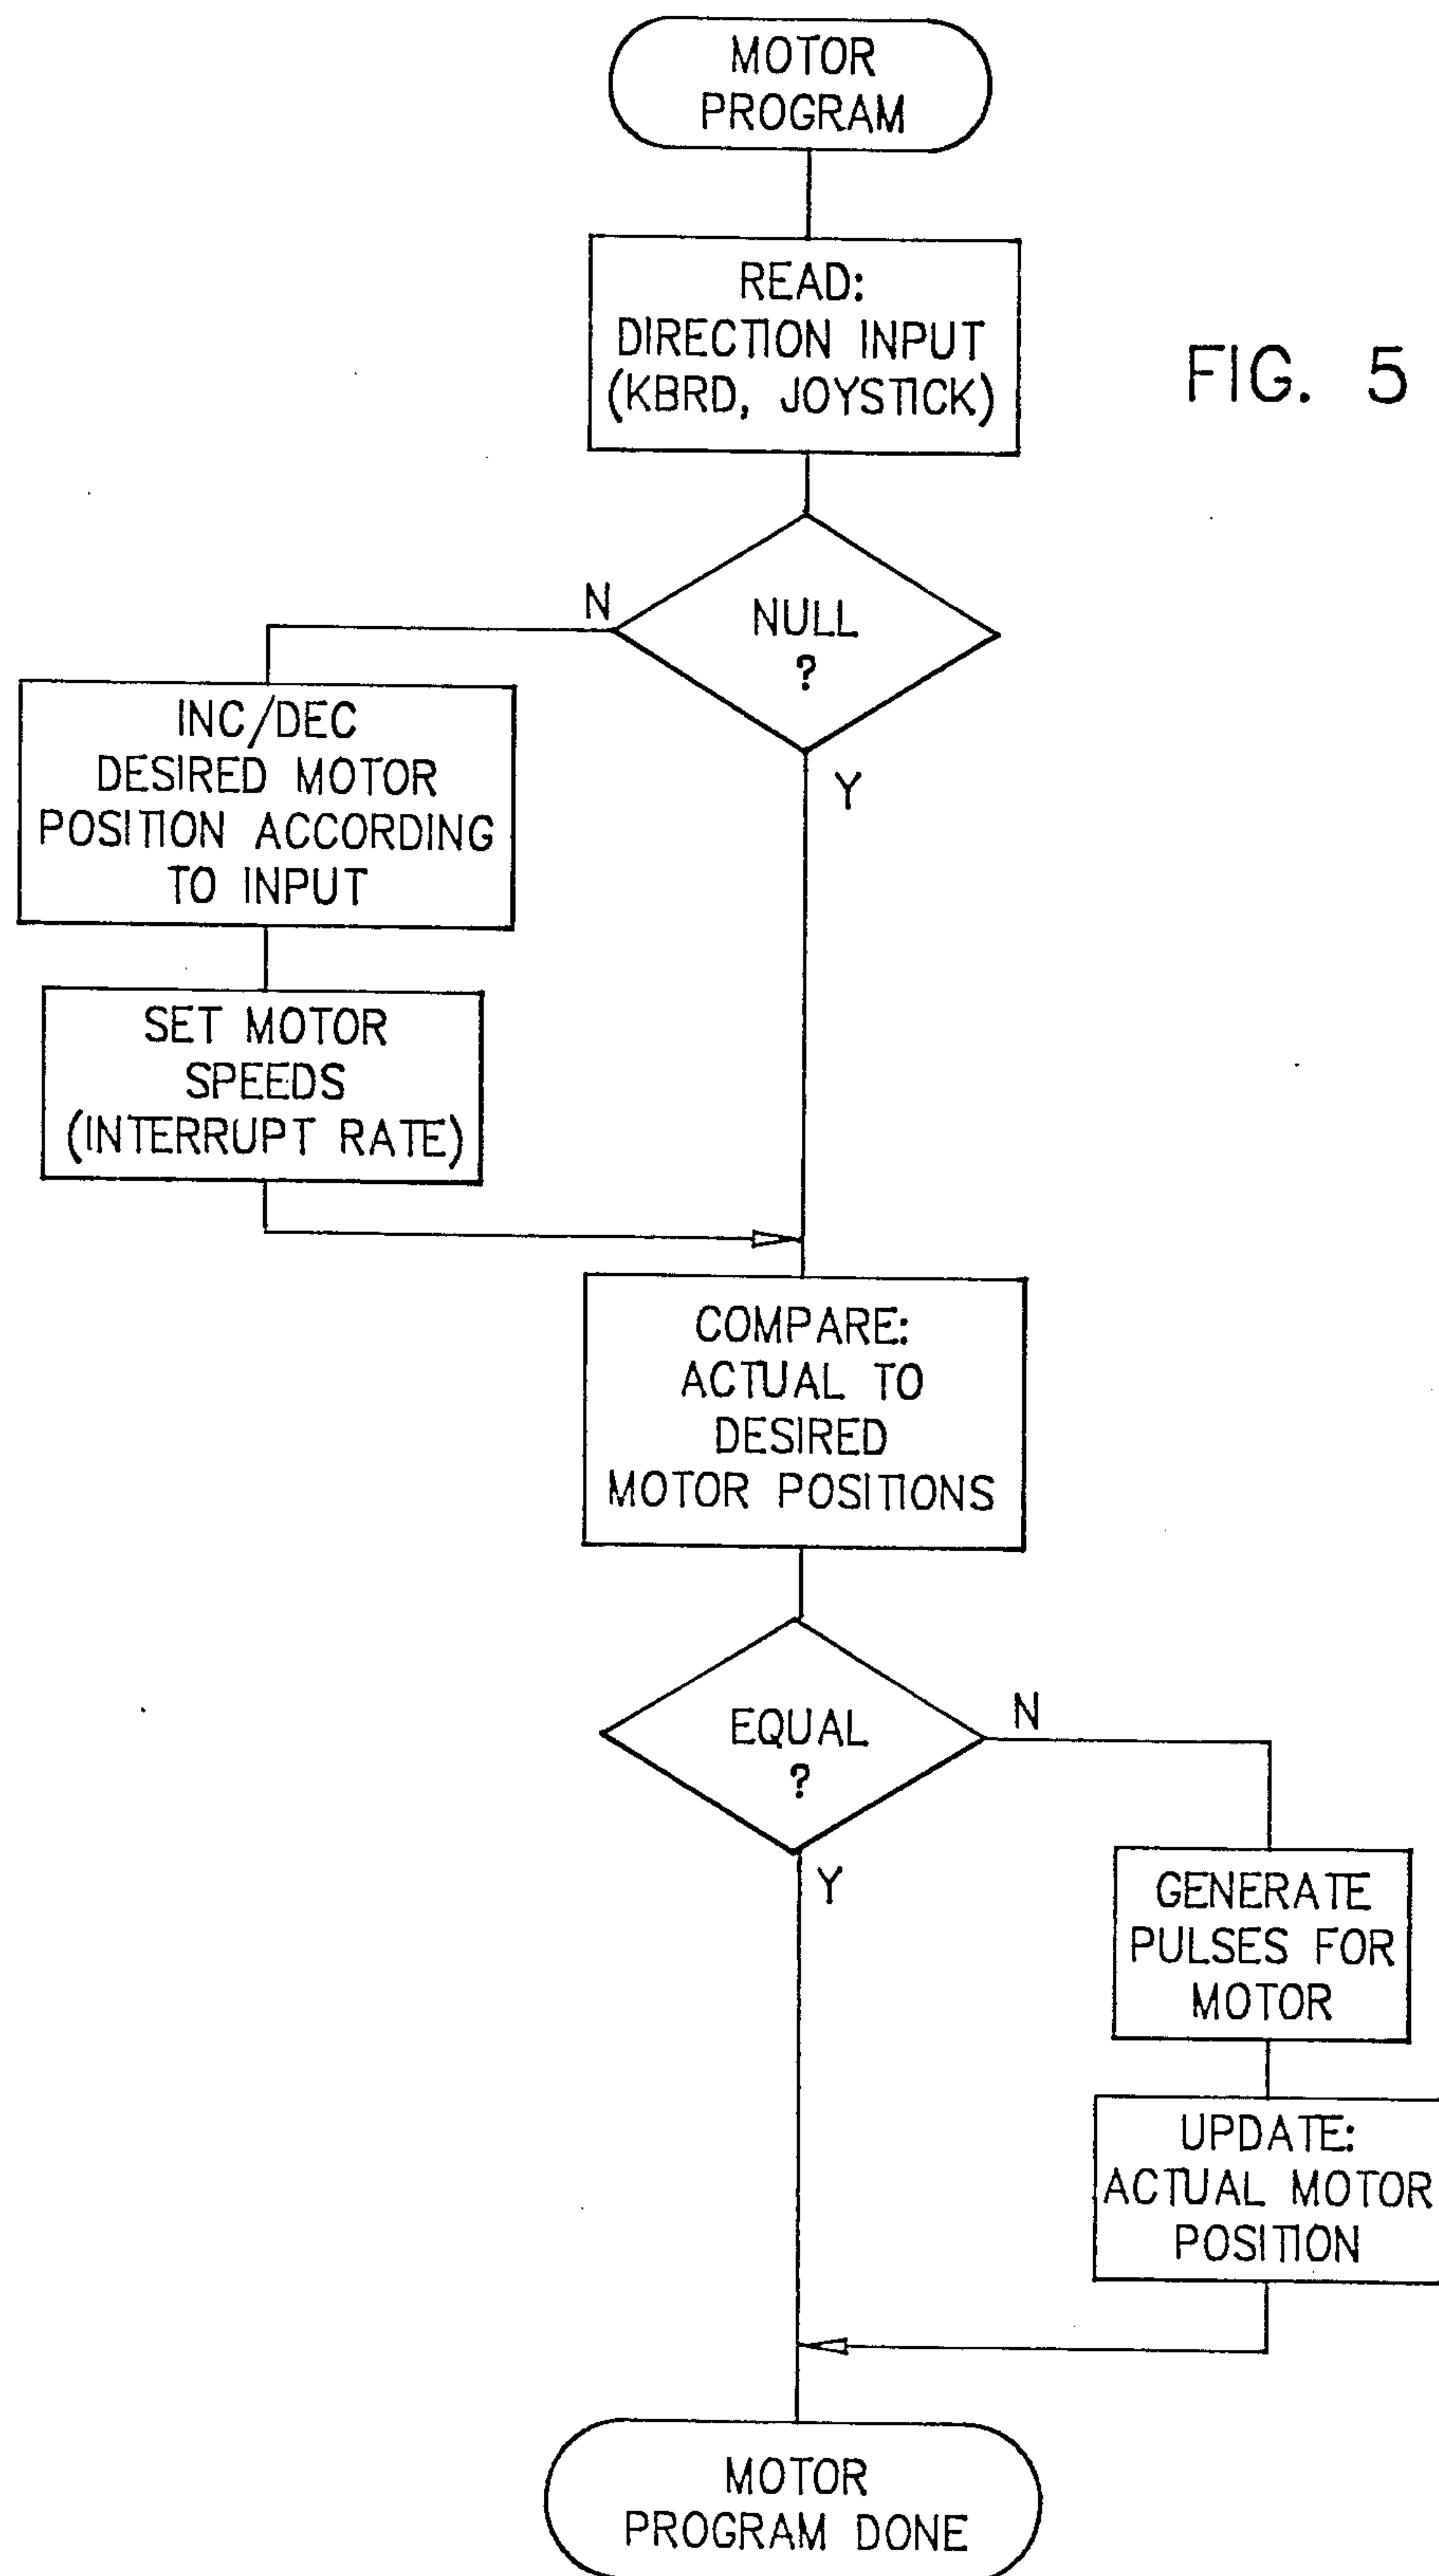 MOTOR
PROGRAM
READ:
DIRECTION INPUT
(KBRD, JOYSTICK)
FIG. 5
NULL
?
N
Y
INC/DEC
DESIRED MOTOR
POSITION ACCORDING
TO INPUT
SET MOTOR
SPEEDS
(INTERRUPT RATE)
COMPARE:
ACTUAL TO
DESIRED
MOTOR POSITIONS
EQUAL
?
N
Y
GENERATE
PULSES FOR
MOTOR
UPDATE:
ACTUAL MOTOR
POSITION
MOTOR
PROGRAM DONE